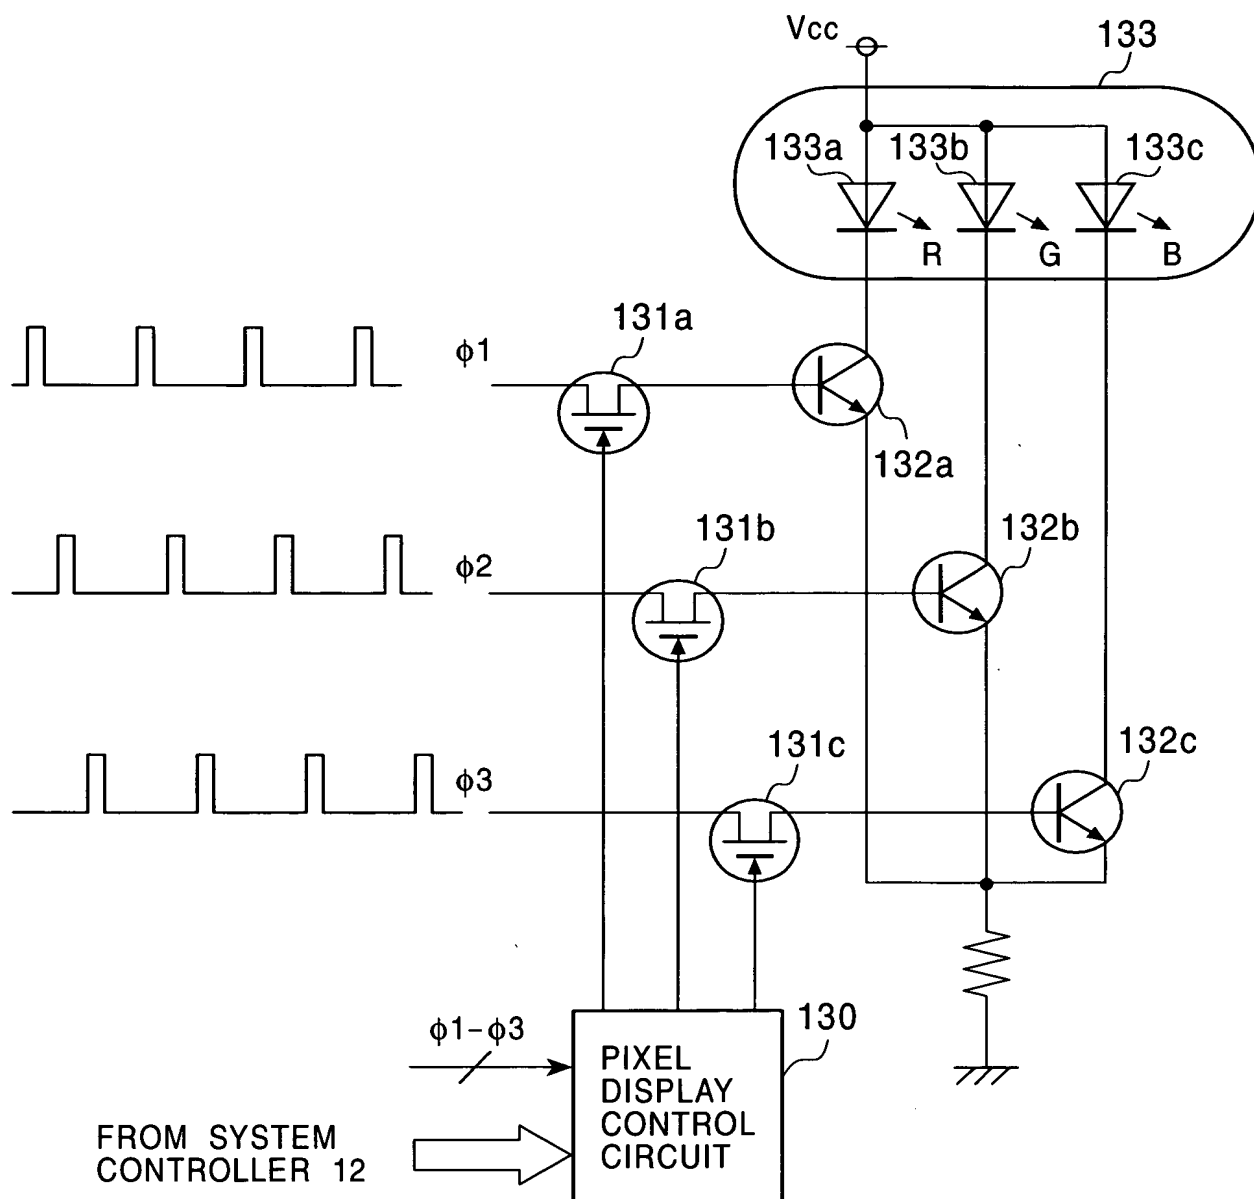 Vcc
133
133a
133b
133c
R
G
B
131a
φ1
132a
131b
132b
φ2
131c
132c
φ3
φ1-φ3
130
PIXEL
DISPLAY
CONTROL
CIRCUIT
FROM SYSTEM
CONTROLLER 12